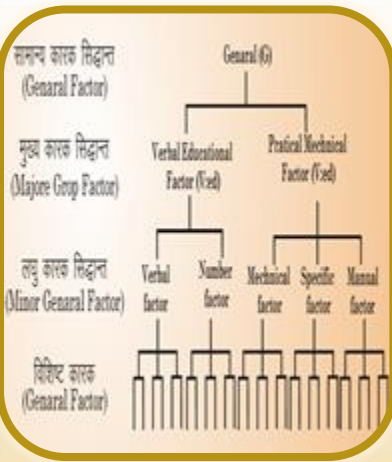 सामान्य कारक सिद्धान्त
(Genaral Factor)
Genaral (G)
मुख्य कारक सिद्धान्त
(Majore Grop Factor)
Verbal Educational
Factor (V:ed)
Pratical Mechnical
Factor (V:ed)
लघु कारक सिद्धान्त
(Minor Genaral Factor)
Verbal
factor
Number
factor
Mechnical
factor
Specific
factor
Manual
factor
विशिष्ट कारक
(Genaral Factor)